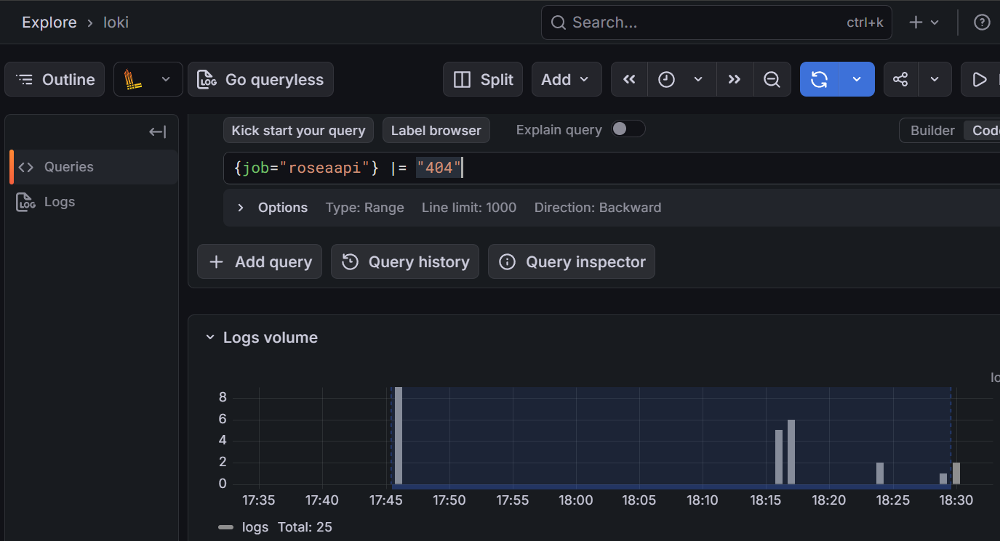 Explore › loki
Search... ctrl+k
Outline
LOG Go queryless
Split
Add
Kick start your query
Label browser
Explain query
Builder
Code
{job="roseaapi"} |= "404"
Queries
LOG Logs
Options Type: Range Line limit: 1000 Direction: Backward
+ Add query
Query history
Query inspector
Logs volume
8
6
4
2
0
17:35 17:40 17:45 17:50 17:55 18:00 18:05 18:10 18:15 18:20 18:25 18:30
logs Total: 25